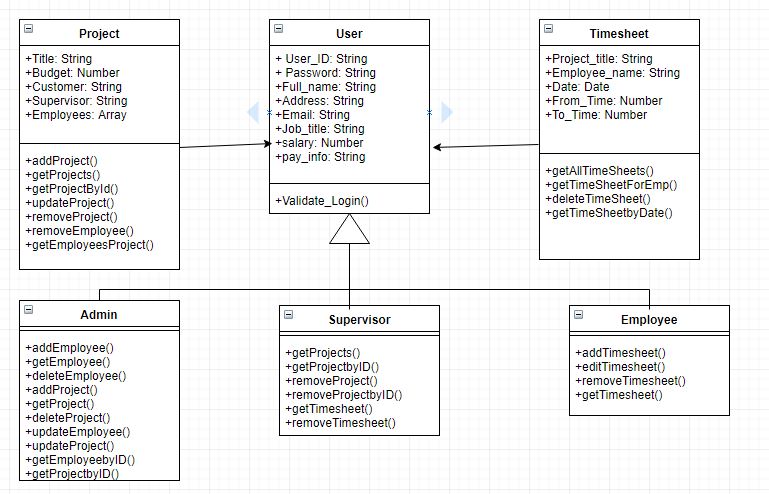 Project
+Title: String
+Budget: Number
+Customer: String
+Supervisor: String
+Employees: Array
+addProject()
+getProjects()
+getProjectById()
+updateProject()
+removeProject()
+removeEmployee()
+getEmployeesProject()
User
+ User_ID: String
+ Password: String
+Full_name: String
+Address: String
+Email: String
+Job_title: String
+salary: Number
+pay_info: String
+Validate_Login()
Timesheet
+Project_title: String
+Employee_name: String
+Date: Date
+From_Time: Number
+To_Time: Number
+getAllTimeSheets()
+getTimeSheetForEmp()
+deleteTimeSheet()
+getTimeSheetbyDate()
Admin
+addEmployee()
+getEmployee()
+deleteEmployee()
+addProject()
+getProject()
+deleteProject()
+updateEmployee()
+updateProject()
+getEmployeebyID()
+getProjectbyID()
Supervisor
+getProjects()
+getProjectbyID()
+removeProject()
+removeProjectbyID()
+getTimesheet()
+removeTimesheet()
Employee
+addTimesheet()
+editTimesheet()
+removeTimesheet()
+getTimesheet()